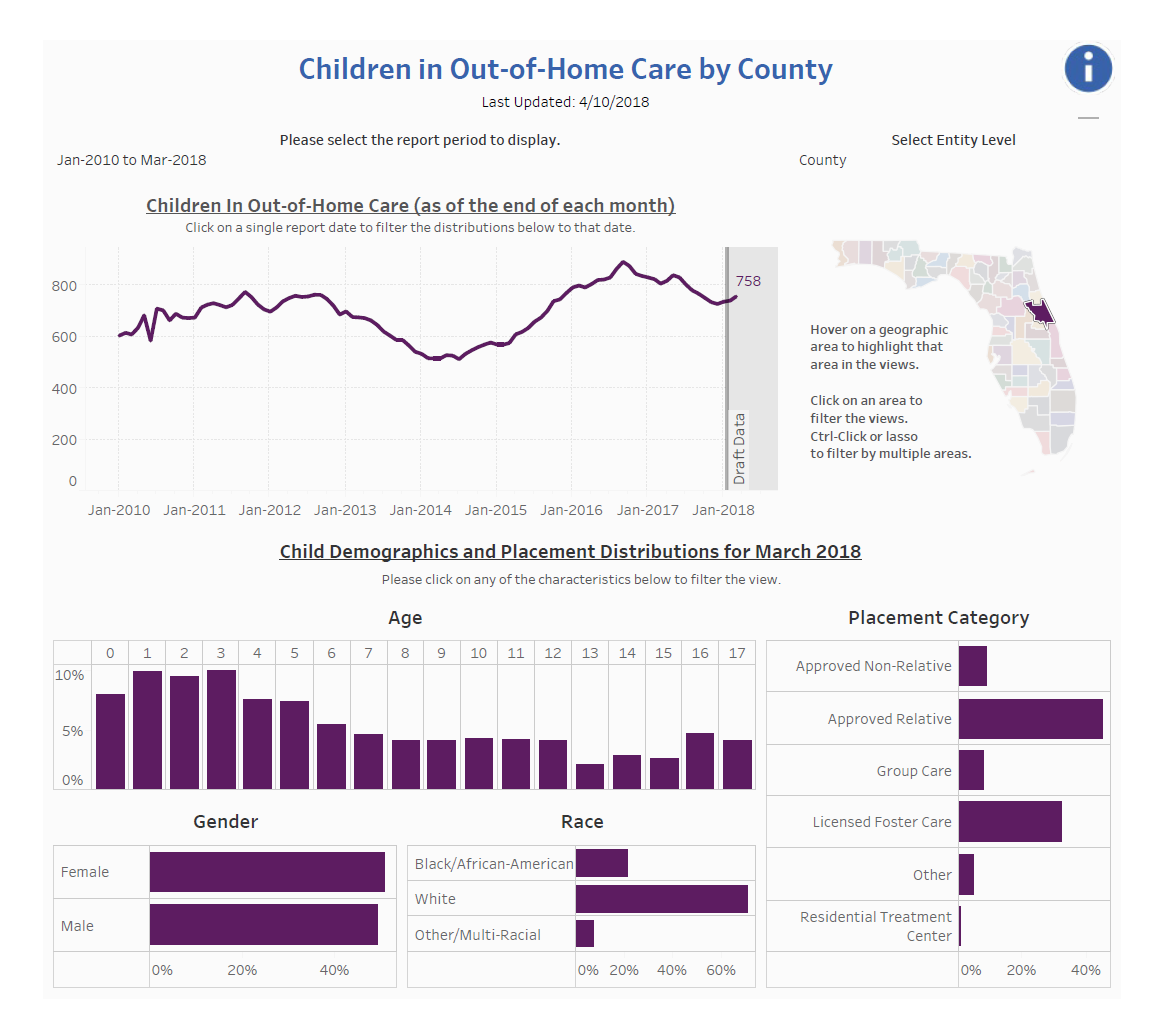 Children in Out-of-Home Care by County
i
Last Updated: 4/10/2018
Please select the report period to display.
Select Entity Level
Jan-2010 to Mar-2018
County
Children In Out-of-Home Care (as of the end of each month)
Click on a single report date to filter the distributions below to that date.
800
600
400
200
0
758
Draft Data
Jan-2010 Jan-2011 Jan-2012 Jan-2013 Jan-2014 Jan-2015 Jan-2016 Jan-2017 Jan-2018
Hover on a geographic
area to highlight that
area in the views.
Click on an area to
filter the views.
Ctrl-Click or lasso
to filter by multiple areas.
Child Demographics and Placement Distributions for March 2018
Please click on any of the characteristics below to filter the view.
Age
0 1 2 3 4 5 6 7 8 9 10 11 12 13 14 15 16 17
10%
5%
0%
Placement Category
Approved Non-Relative
Approved Relative
Group Care
Licensed Foster Care
Other
Residential Treatment
Center
0% 20% 40%
Gender
Female
Male
0% 20% 40%
Race
Black/African-American
White
Other/Multi-Racial
0% 20% 40% 60%